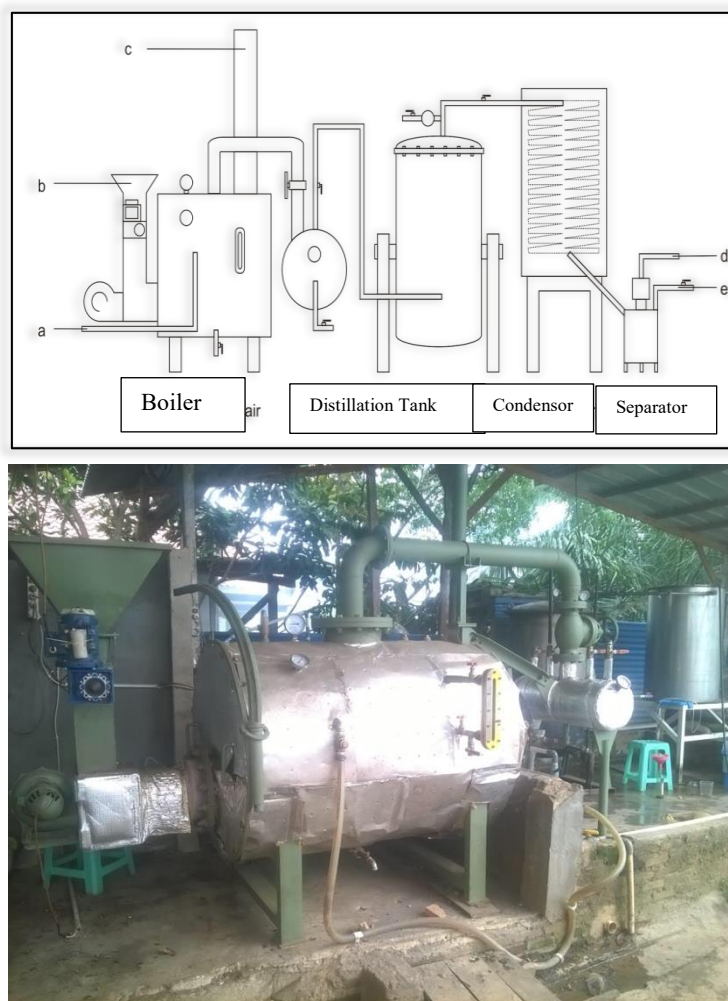 c
b
a
d
e
Boiler
air
Distillation Tank
Condensor
Separator